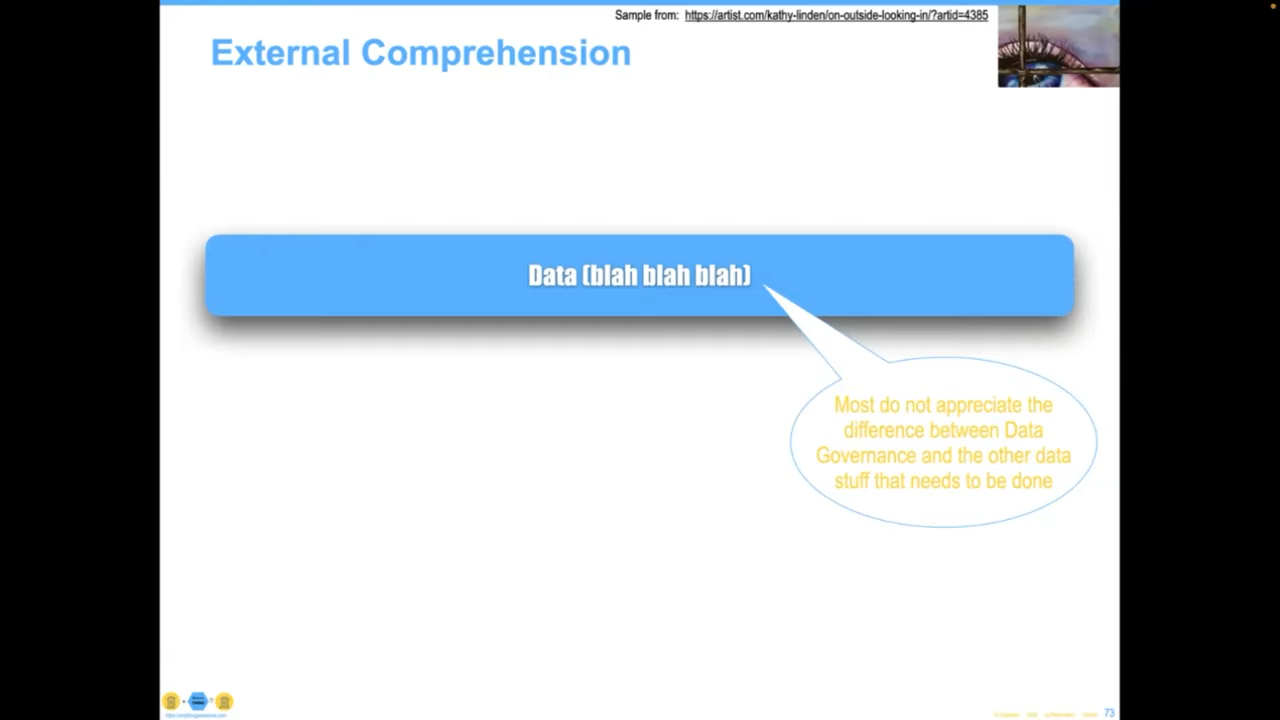 Sample from: https://artist.com/kathy-linden/on-outside-looking-in/?artid=4385
External Comprehension
Data (blah blah blah)
Most do not appreciate the
difference between Data
Governance and the other data
stuff that needs to be done
73